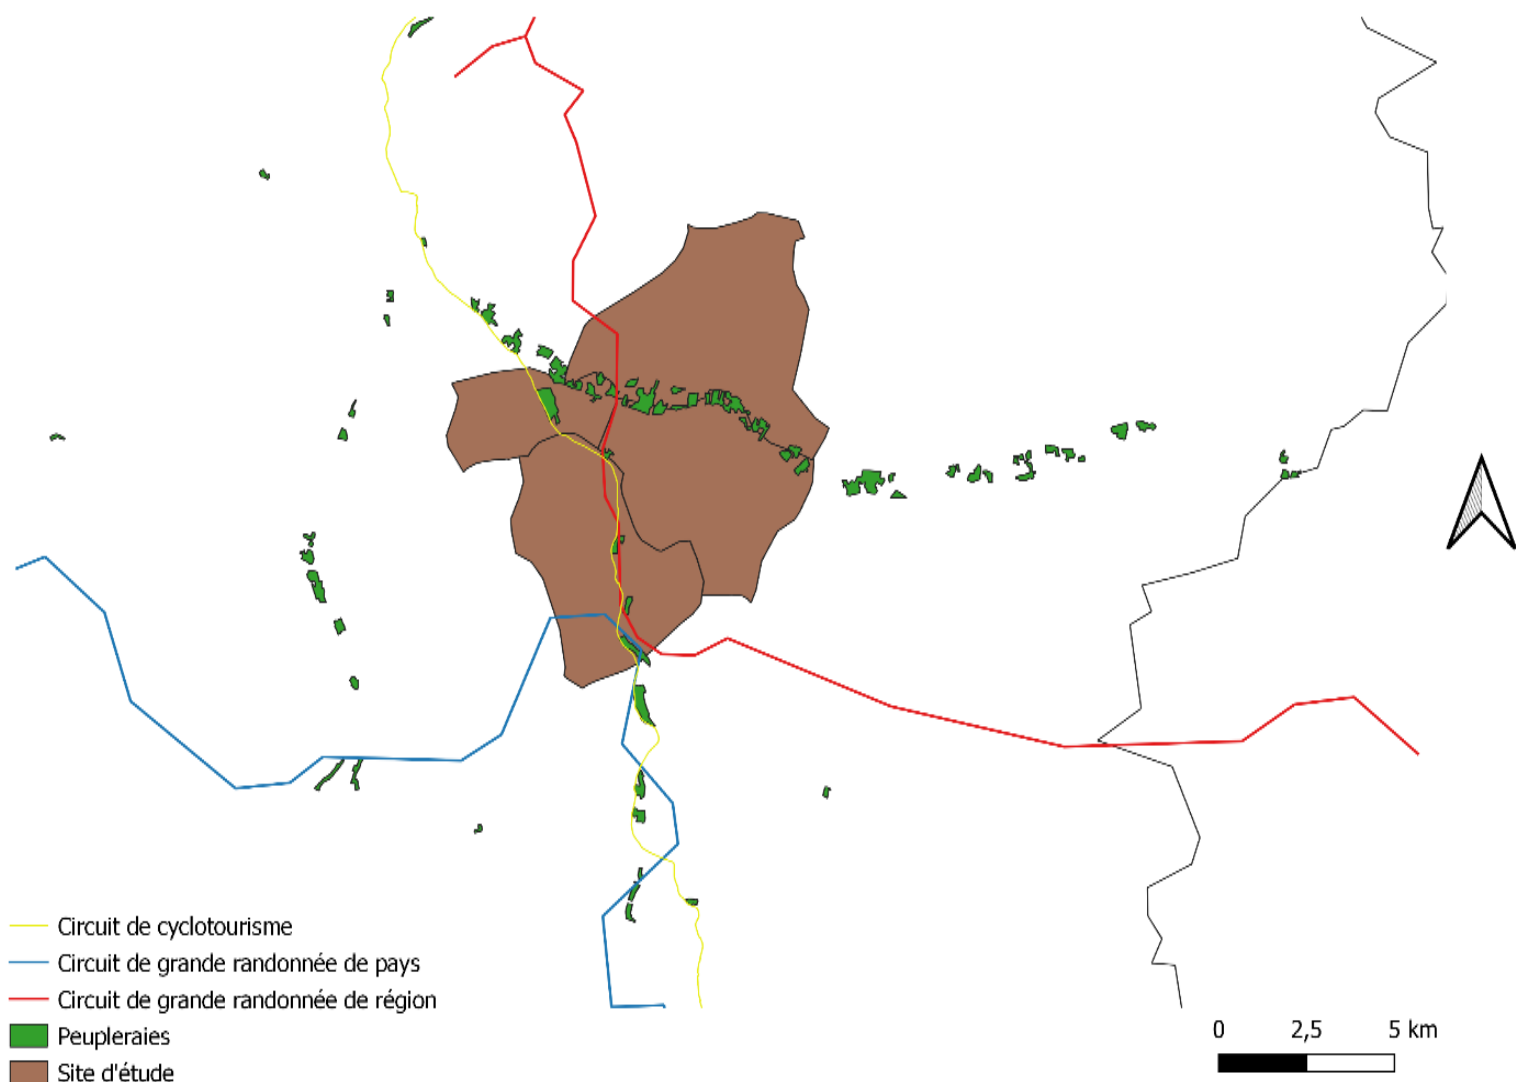 Circuit de cyclotourisme
Circuit de grande randonnée de pays
Circuit de grande randonnée de région
Peupleraies
Site d'étude
0 2,5 5 km